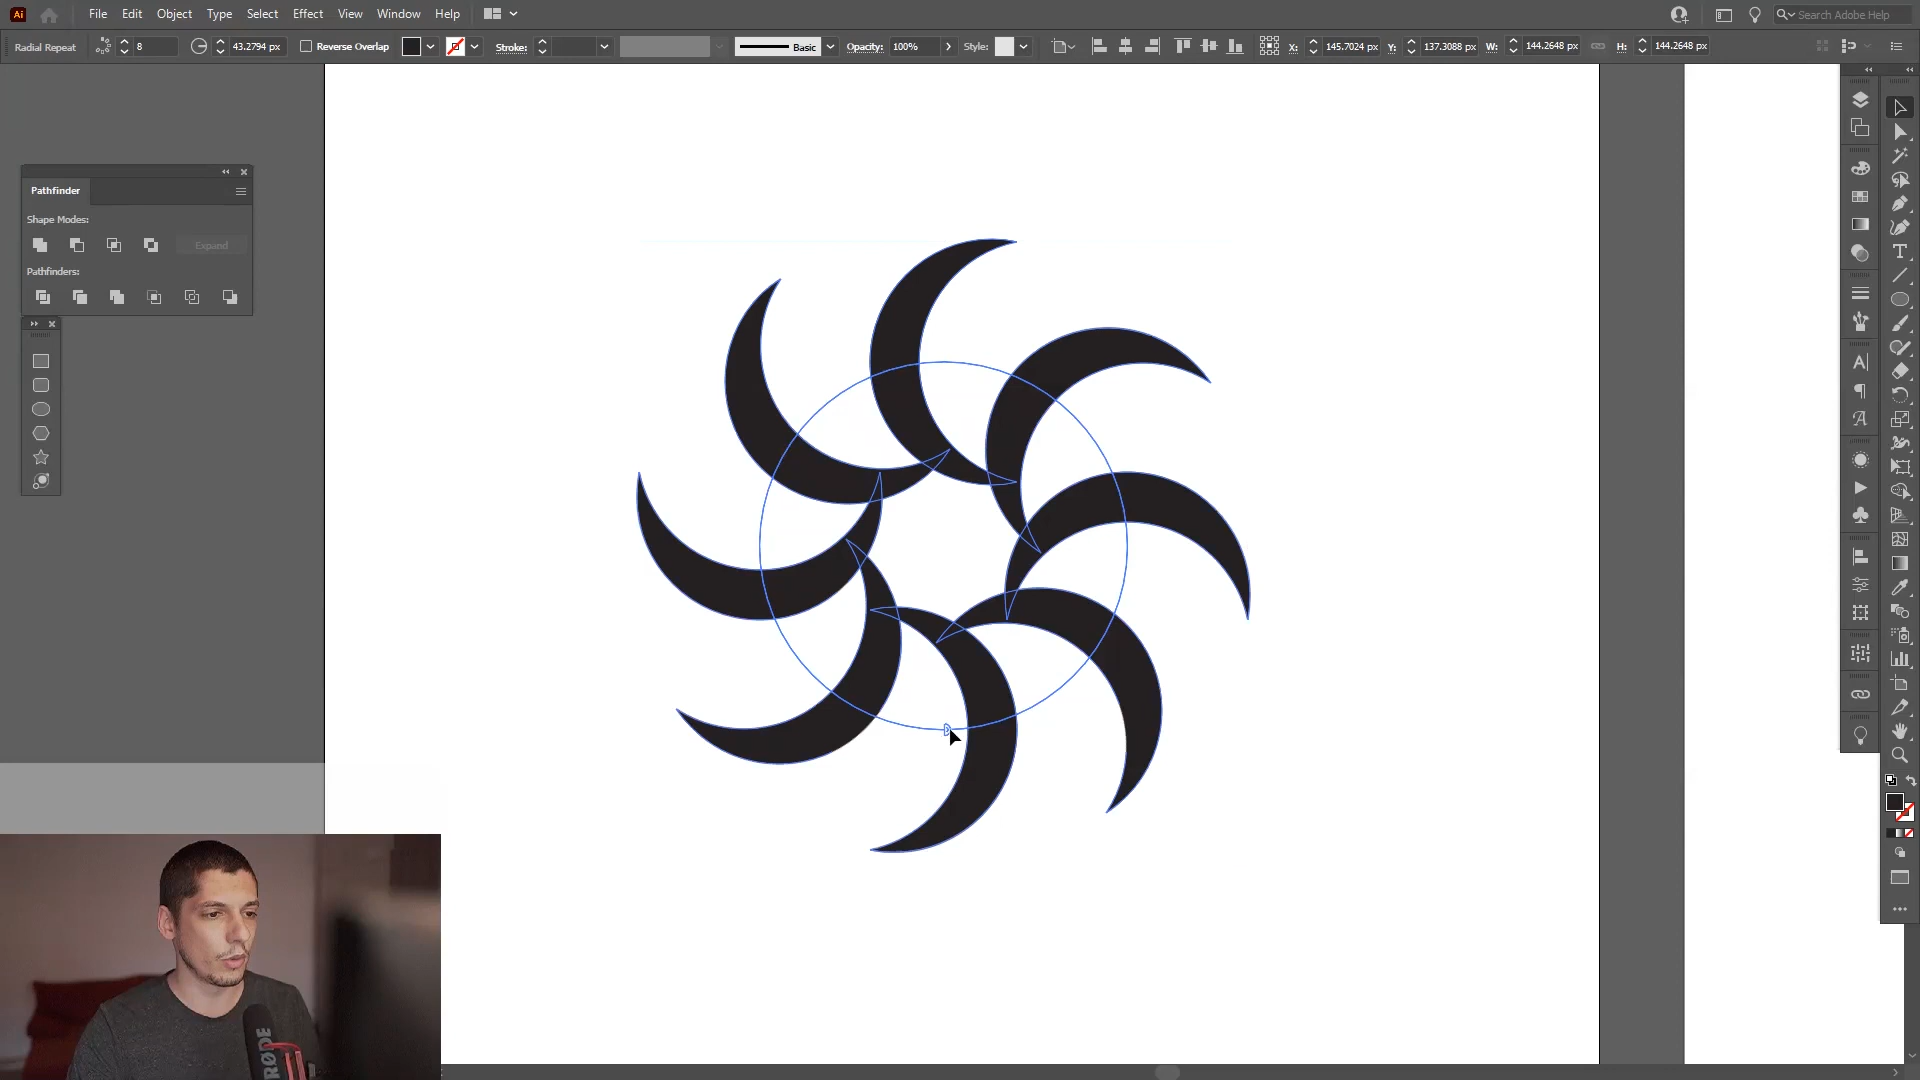 Ai File Edit Object Type Select Effect View Window Help Search Adobe Help
Radial Repeat 8 43.2794 px Reverse Overlap Stroke: Basic Opacity: 100% Style: X: 145.7024 px Y: 137.3088 px W: 144.2648 px H: 144.2648 px
Pathfinder
Shape Modes:
Expand
Pathfinders:
RØDE